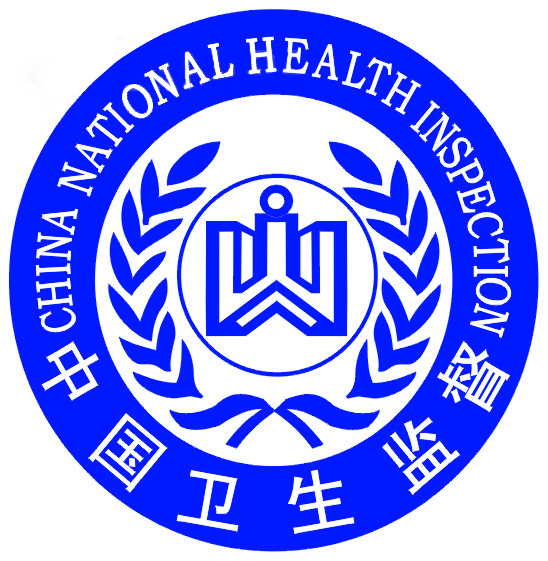 CHINA NATIONAL HEALTH INSPECTION
中国卫生监督